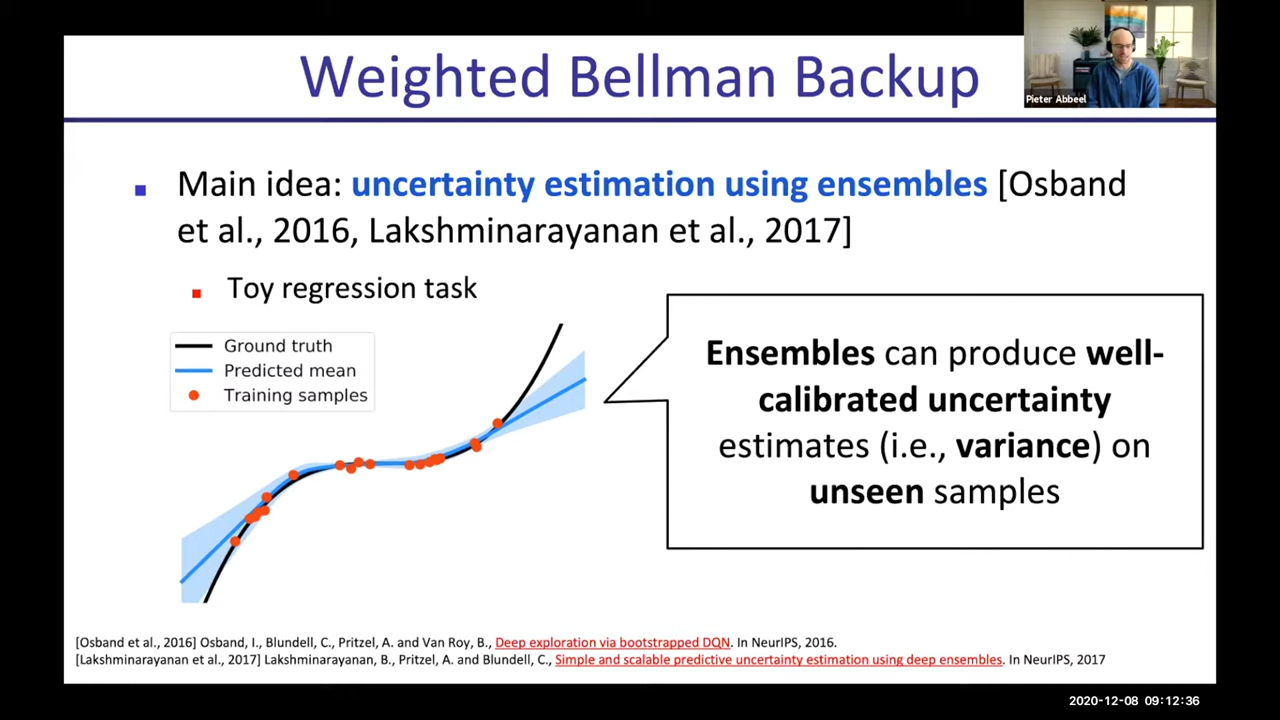 Weighted Bellman Backup
Pieter Abbeel
Main idea: uncertainty estimation using ensembles [Osband
et al., 2016, Lakshminarayanan et al., 2017]
Toy regression task
Ground truth
Predicted mean
Training samples
Ensembles can produce well-
calibrated uncertainty
estimates (i.e., variance) on
unseen samples
[Osband et al., 2016] Osband, I., Blundell, C., Pritzel, A. and Van Roy, B., Deep exploration via bootstrapped DQN. In NeurIPS, 2016.
[Lakshminarayanan et al., 2017] Lakshminarayanan, B., Pritzel, A. and Blundell, C., Simple and scalable predictive uncertainty estimation using deep ensembles. In NeurIPS, 2017
2020-12-08 09:12:36